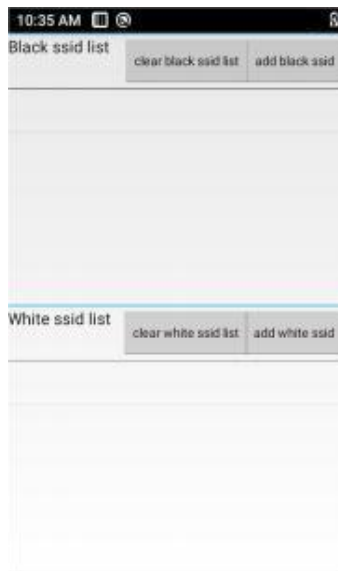 10:35 AM
Black ssid list
clear black ssid list
add black ssid
White ssid list
clear white ssid list
add white ssid